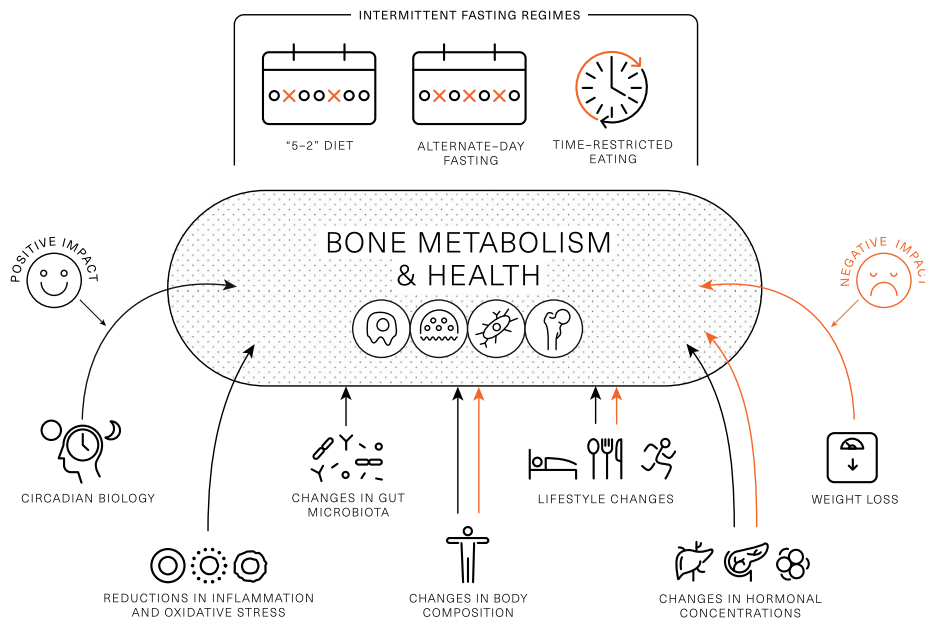 INTERMITTENT FASTING REGIMES
“5–2” DIET
ALTERNATE–DAY
FASTING
TIME–RESTRICTED
EATING
BONE METABOLISM
& HEALTH
POSITIVE IMPACT
NEGATIVE IMPACT
CIRCADIAN BIOLOGY
CHANGES IN GUT
MICROBIOTA
LIFESTYLE CHANGES
WEIGHT LOSS
REDUCTIONS IN INFLAMMATION
AND OXIDATIVE STRESS
CHANGES IN BODY
COMPOSITION
CHANGES IN HORMONAL
CONCENTRATIONS